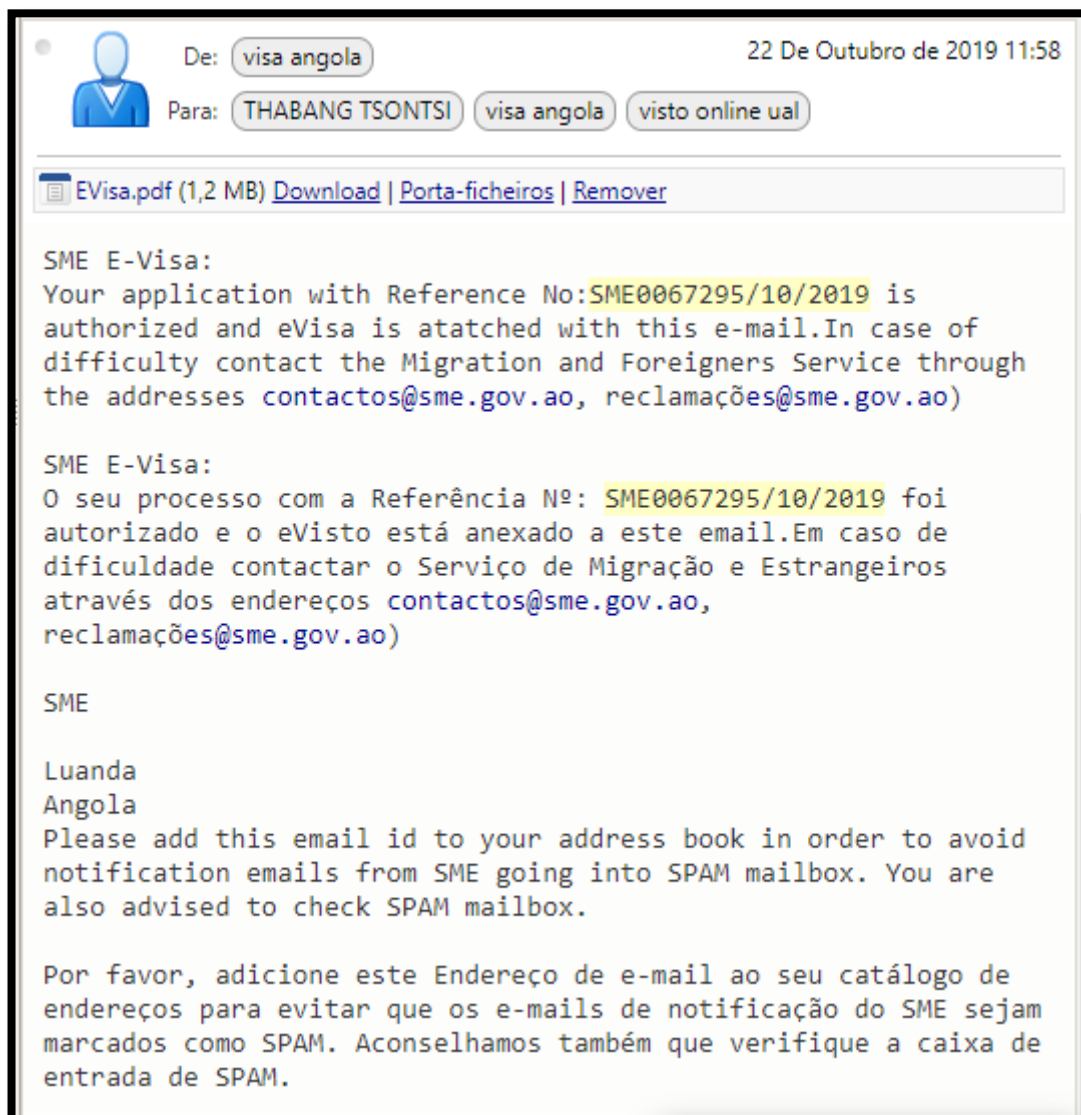 De: visa angola
22 De Outubro de 2019 11:58
Para: THABANG TSONTSI visa angola visto online ual
EVisa.pdf (1,2 MB) Download | Porta-ficheiros | Remover
SME E-Visa:
Your application with Reference No:SME0067295/10/2019 is
authorized and eVisa is atatched with this e-mail.In case of
difficulty contact the Migration and Foreigners Service through
the addresses contactos@sme.gov.ao, reclamações@sme.gov.ao)
SME E-Visa:
O seu processo com a Referência Nº: SME0067295/10/2019 foi
autorizado e o eVisto está anexado a este email.Em caso de
dificuldade contactar o Serviço de Migração e Estrangeiros
através dos endereços contactos@sme.gov.ao,
reclamações@sme.gov.ao)
SME
Luanda
Angola
Please add this email id to your address book in order to avoid
notification emails from SME going into SPAM mailbox. You are
also advised to check SPAM mailbox.
Por favor, adicione este Endereço de e-mail ao seu catálogo de
endereços para evitar que os e-mails de notificação do SME sejam
marcados como SPAM. Aconselhamos também que verifique a caixa de
entrada de SPAM.